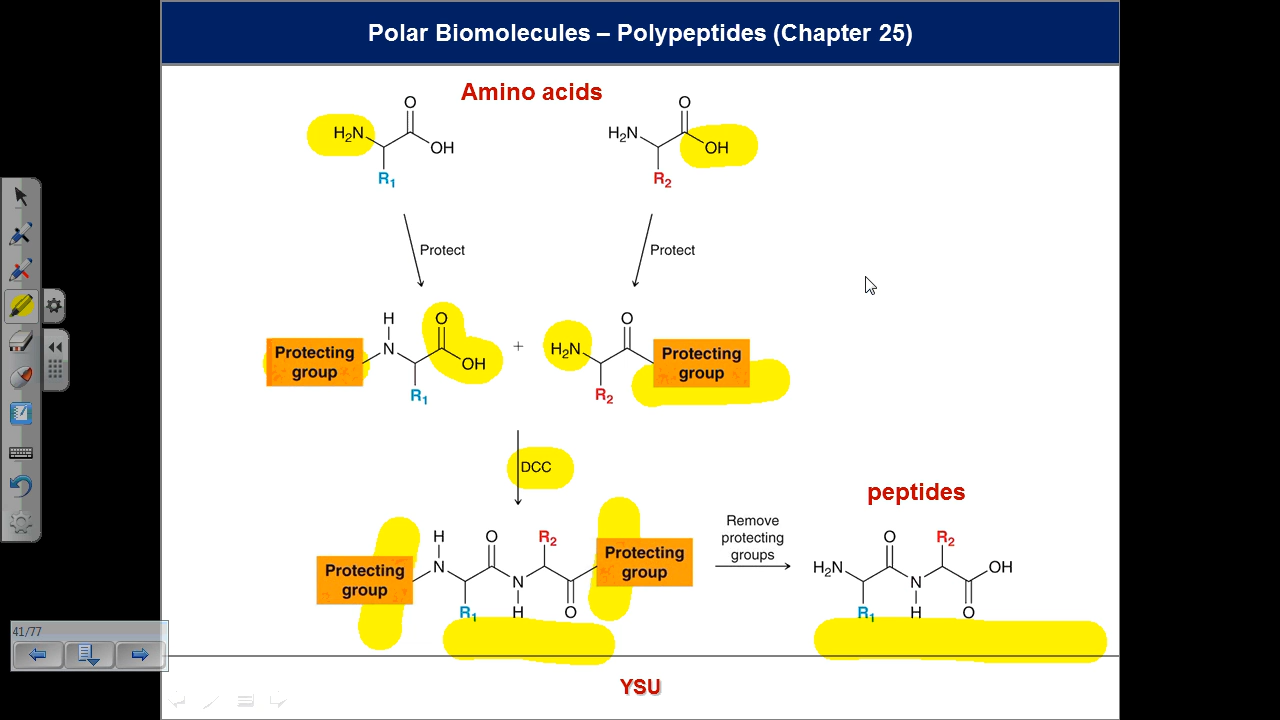 Polar Biomolecules – Polypeptides (Chapter 25)
Amino acids
H₂N
O
OH
R₁
H₂N
O
OH
R₂
Protect
Protect
Protecting
group
H
N
O
OH
R₁
+
H₂N
O
R₂
Protecting
group
DCC
peptides
Protecting
group
H
N
R₁
O
N
H
R₂
O
Protecting
group
Remove
protecting
groups
H₂N
R₁
O
N
H
R₂
OH
O
41/77
YSU